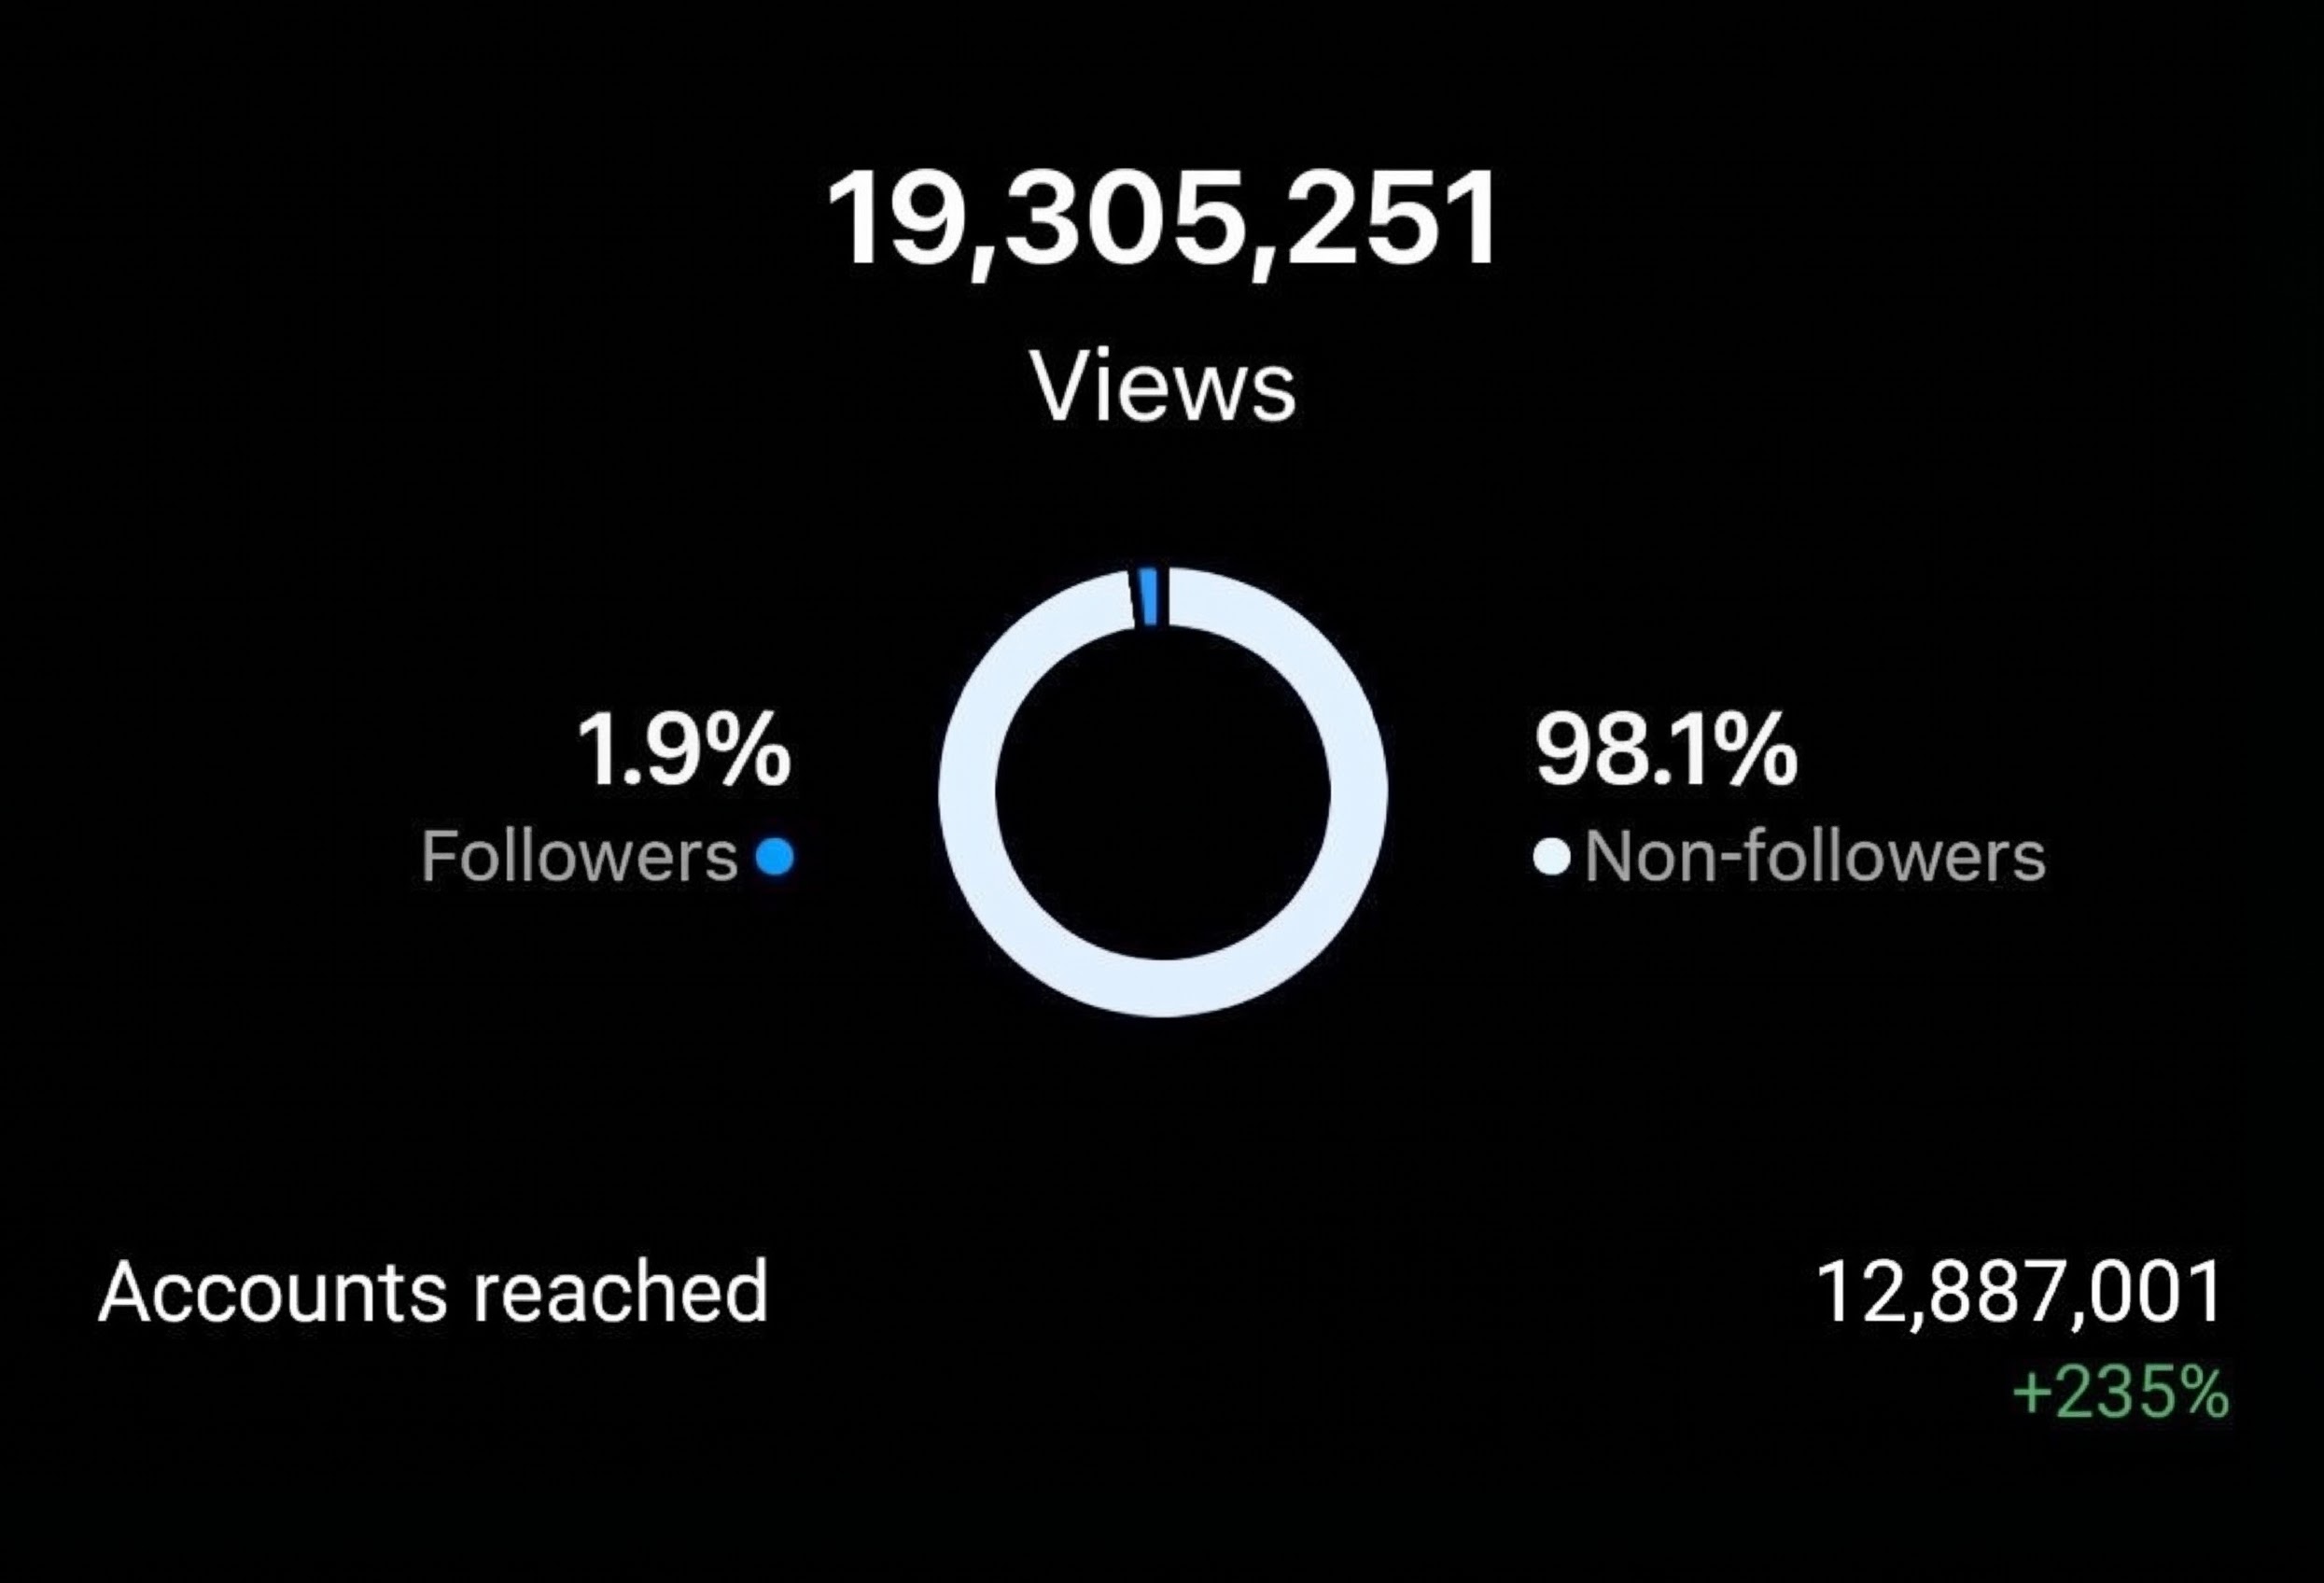 19,305,251
Views
1.9%
Followers
98.1%
Non-followers
Accounts reached
12,887,001
+235%